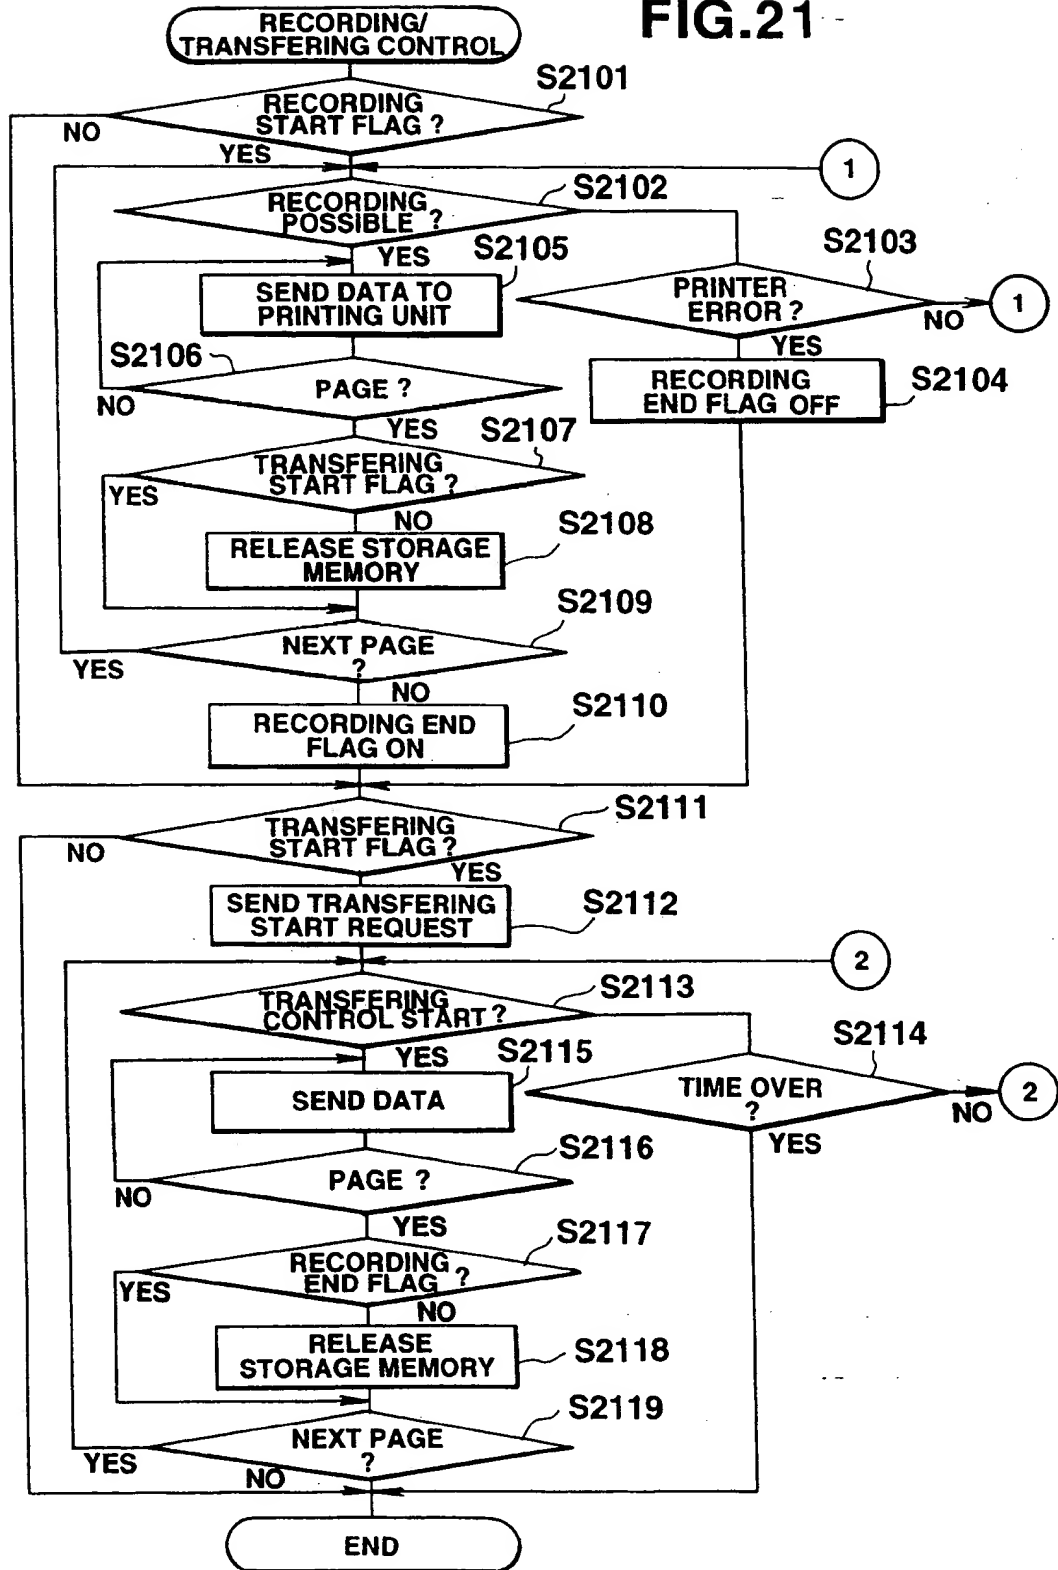 FIG.21
RECORDING/
TRANSFERING CONTROL
S2101
RECORDING
START FLAG ?
NO
YES
1
S2102
RECORDING
POSSIBLE ?
YES
S2105
S2103
SEND DATA TO
PRINTING UNIT
PRINTER
ERROR ?
NO
1
YES
S2106
PAGE ?
NO
YES
RECORDING
END FLAG OFF
S2104
S2107
TRANSFERING
START FLAG ?
YES
NO
S2108
RELEASE STORAGE
MEMORY
S2109
NEXT PAGE
?
YES
NO
S2110
RECORDING END
FLAG ON
S2111
TRANSFERING
START FLAG ?
NO
YES
S2112
SEND TRANSFERING
START REQUEST
2
S2113
TRANSFERING
CONTROL START ?
YES
S2115
S2114
SEND DATA
TIME OVER
?
NO
2
YES
S2116
PAGE ?
NO
YES
S2117
RECORDING
END FLAG ?
YES
NO
RELEASE
STORAGE MEMORY
S2118
S2119
NEXT PAGE
?
YES
NO
END